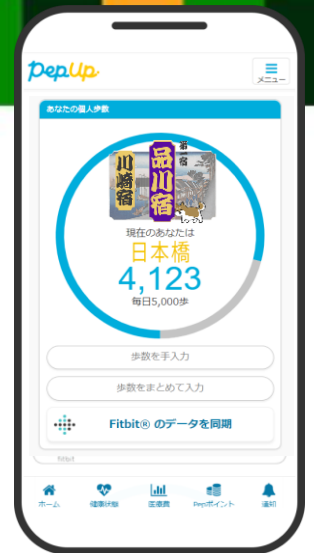 PepUp
メニュー
あなたの個人歩数
川崎宿
品川宿
第一宿
現在のあなたは
日本橋
4,123
毎日5,000歩
歩数を手入力
歩数をまとめて入力
Fitbit® のデータを同期
fitbit
ホーム
健康状態
医療費
Pepポイント
通知